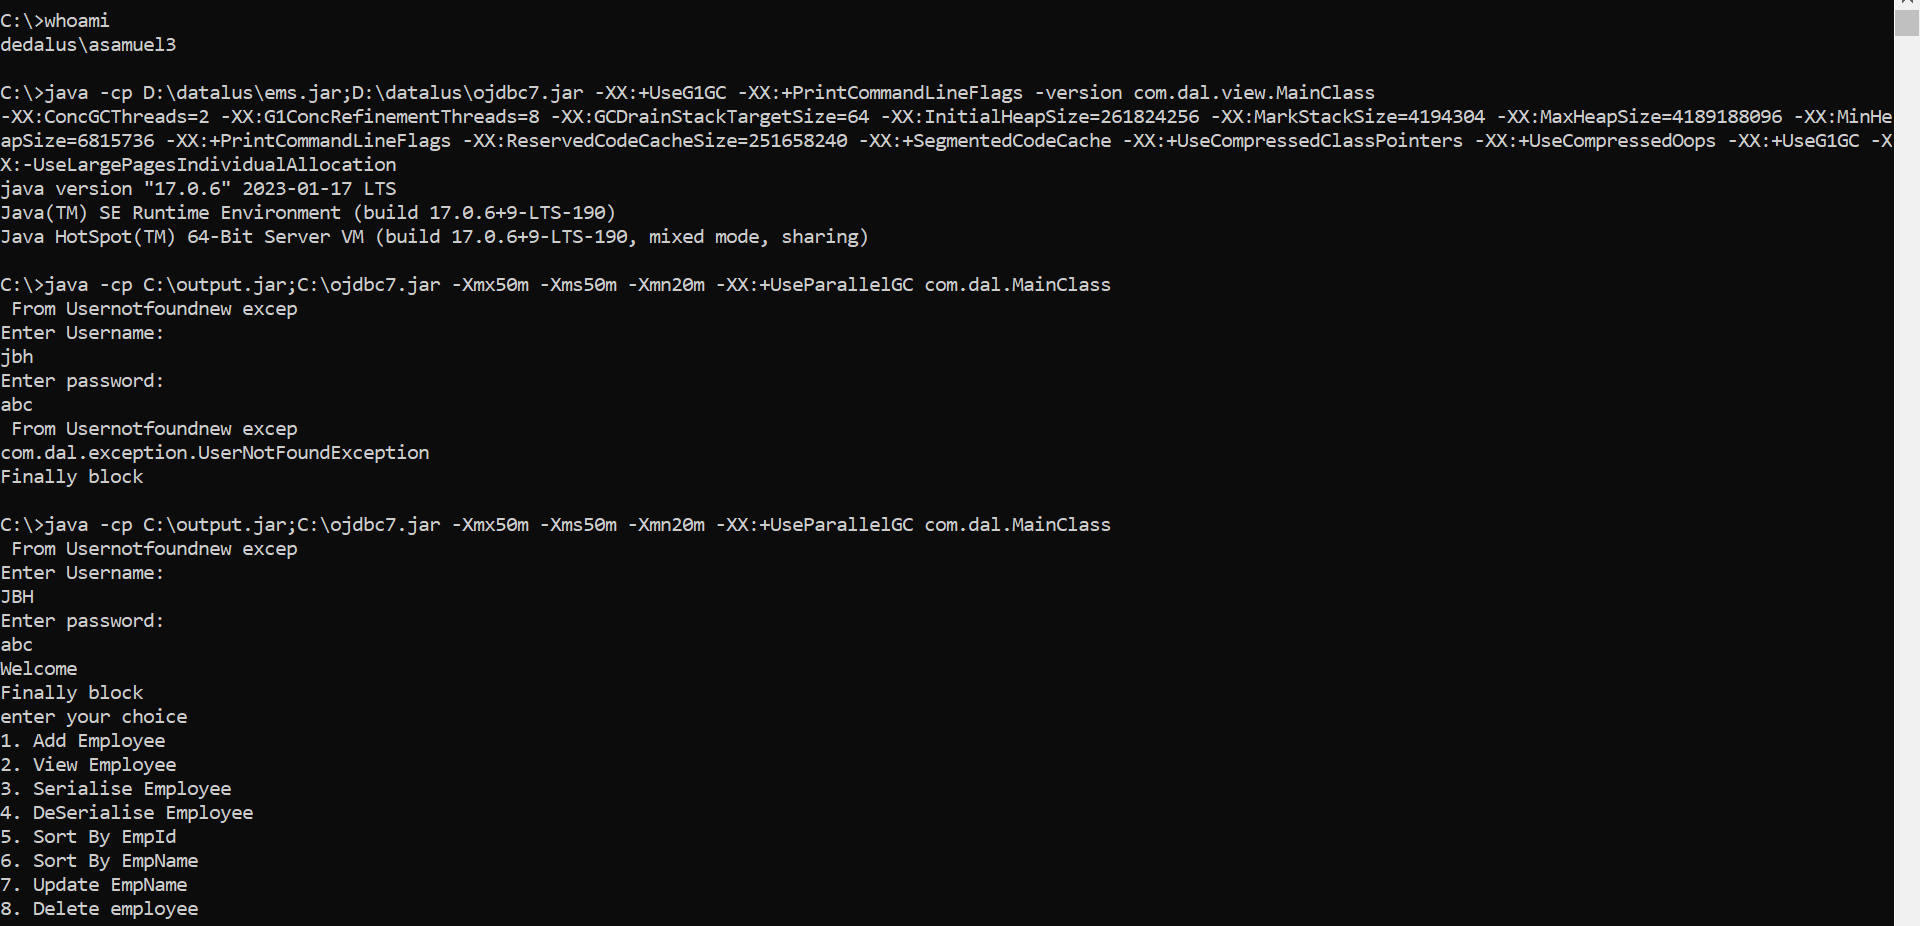 C:\>whoami
dedalus\asamuel3
C:\>java -cp D:\datalus\ems.jar;D:\datalus\ojdbc7.jar -XX:+UseG1GC -XX:+PrintCommandLineFlags -version com.dal.view.MainClass
-XX:ConcGCThreads=2 -XX:G1ConcRefinementThreads=8 -XX:GCDrainStackTargetSize=64 -XX:InitialHeapSize=261824256 -XX:MarkStackSize=4194304 -XX:MaxHeapSize=4189188096 -XX:MinHe
apSize=6815736 -XX:+PrintCommandLineFlags -XX:ReservedCodeCacheSize=251658240 -XX:+SegmentedCodeCache -XX:+UseCompressedClassPointers -XX:+UseCompressedOops -XX:+UseG1GC -X
X:-UseLargePagesIndividualAllocation
java version "17.0.6" 2023-01-17 LTS
Java(TM) SE Runtime Environment (build 17.0.6+9-LTS-190)
Java HotSpot(TM) 64-Bit Server VM (build 17.0.6+9-LTS-190, mixed mode, sharing)
C:\>java -cp C:\output.jar;C:\ojdbc7.jar -Xmx50m -Xms50m -Xmn20m -XX:+UseParallelGC com.dal.MainClass
 From Usernotfoundnew excep
Enter Username:
jbh
Enter password:
abc
 From Usernotfoundnew excep
com.dal.exception.UserNotFoundException
Finally block
C:\>java -cp C:\output.jar;C:\ojdbc7.jar -Xmx50m -Xms50m -Xmn20m -XX:+UseParallelGC com.dal.MainClass
 From Usernotfoundnew excep
Enter Username:
JBH
Enter password:
abc
Welcome
Finally block
enter your choice
1. Add Employee
2. View Employee
3. Serialise Employee
4. DeSerialise Employee
5. Sort By EmpId
6. Sort By EmpName
7. Update EmpName
8. Delete employee